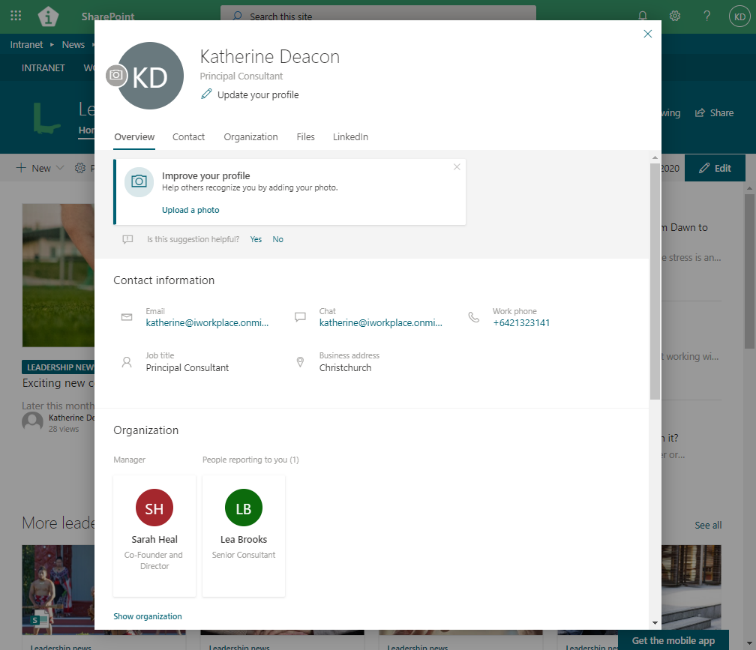 SharePoint
Search this site
KD
Intranet ▸ News ▸
INTRANET
Le
Ho
Share
+ New
2020
Edit
KD
Katherine Deacon
Principal Consultant
Update your profile
Overview
Contact
Organization
Files
LinkedIn
Improve your profile
Help others recognize you by adding your photo.
Upload a photo
Is this suggestion helpful?
Yes
No
Contact information
Email
katherine@iworkplace.onmi...
Chat
katherine@iworkplace.onmi...
Work phone
+6421323141
Job title
Principal Consultant
Business address
Christchurch
Organization
Manager
People reporting to you (1)
SH
Sarah Heal
Co-Founder and
Director
LB
Lea Brooks
Senior Consultant
Show organization
LEADERSHIP NEW
Exciting new c
Later this month
Katherine De
28 views
m Dawn to
e stress is an...
t working wi...
n it?
er or...
More leade
See all
Leadership news
Leadership news
Leadership news
Get the mobile app